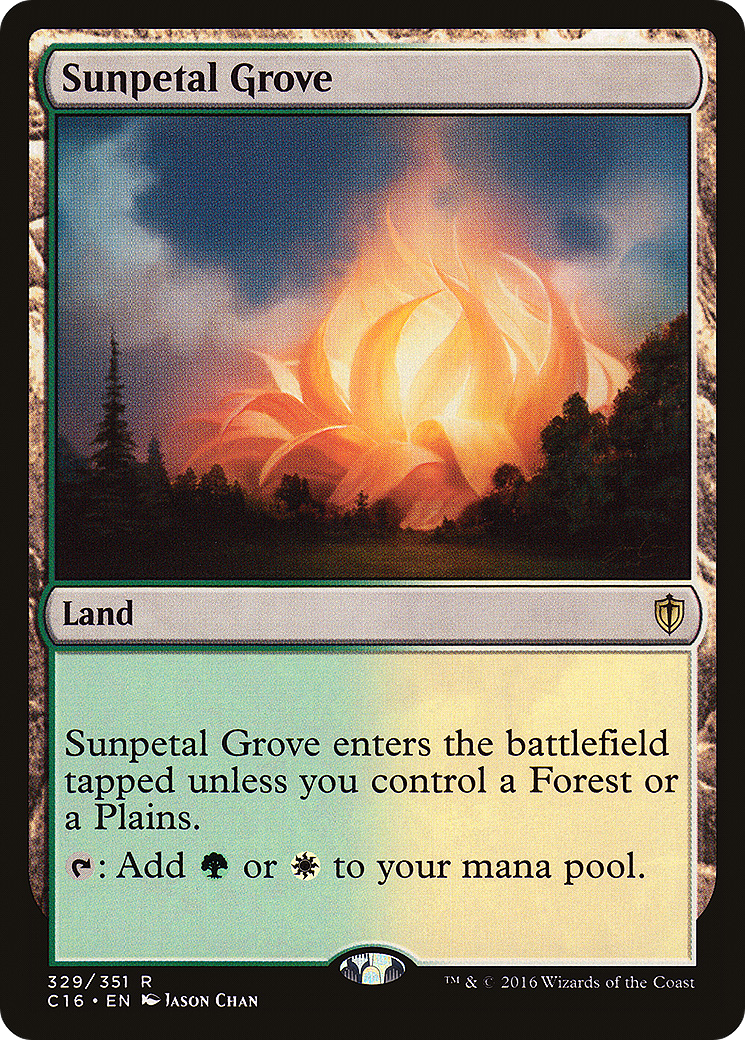 Sunpetal Grove
Land
Sunpetal Grove enters the battlefield
tapped unless you control a Forest or
a Plains.
: Add or to your mana pool.
329/351 R
C16 • EN Jason Chan
™ & © 2016 Wizards of the Coast